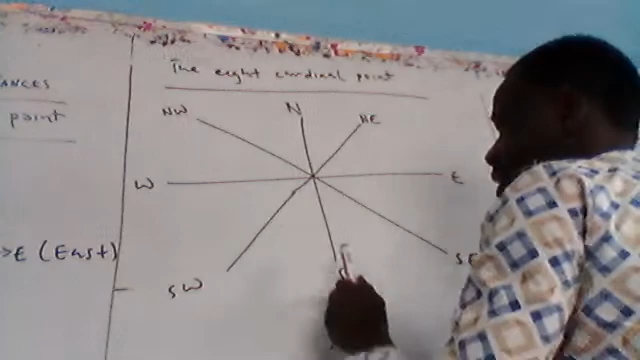 ANCES
point
→E (East)
The eight cardinal point
NW
N
NE
W
E
SW
SE